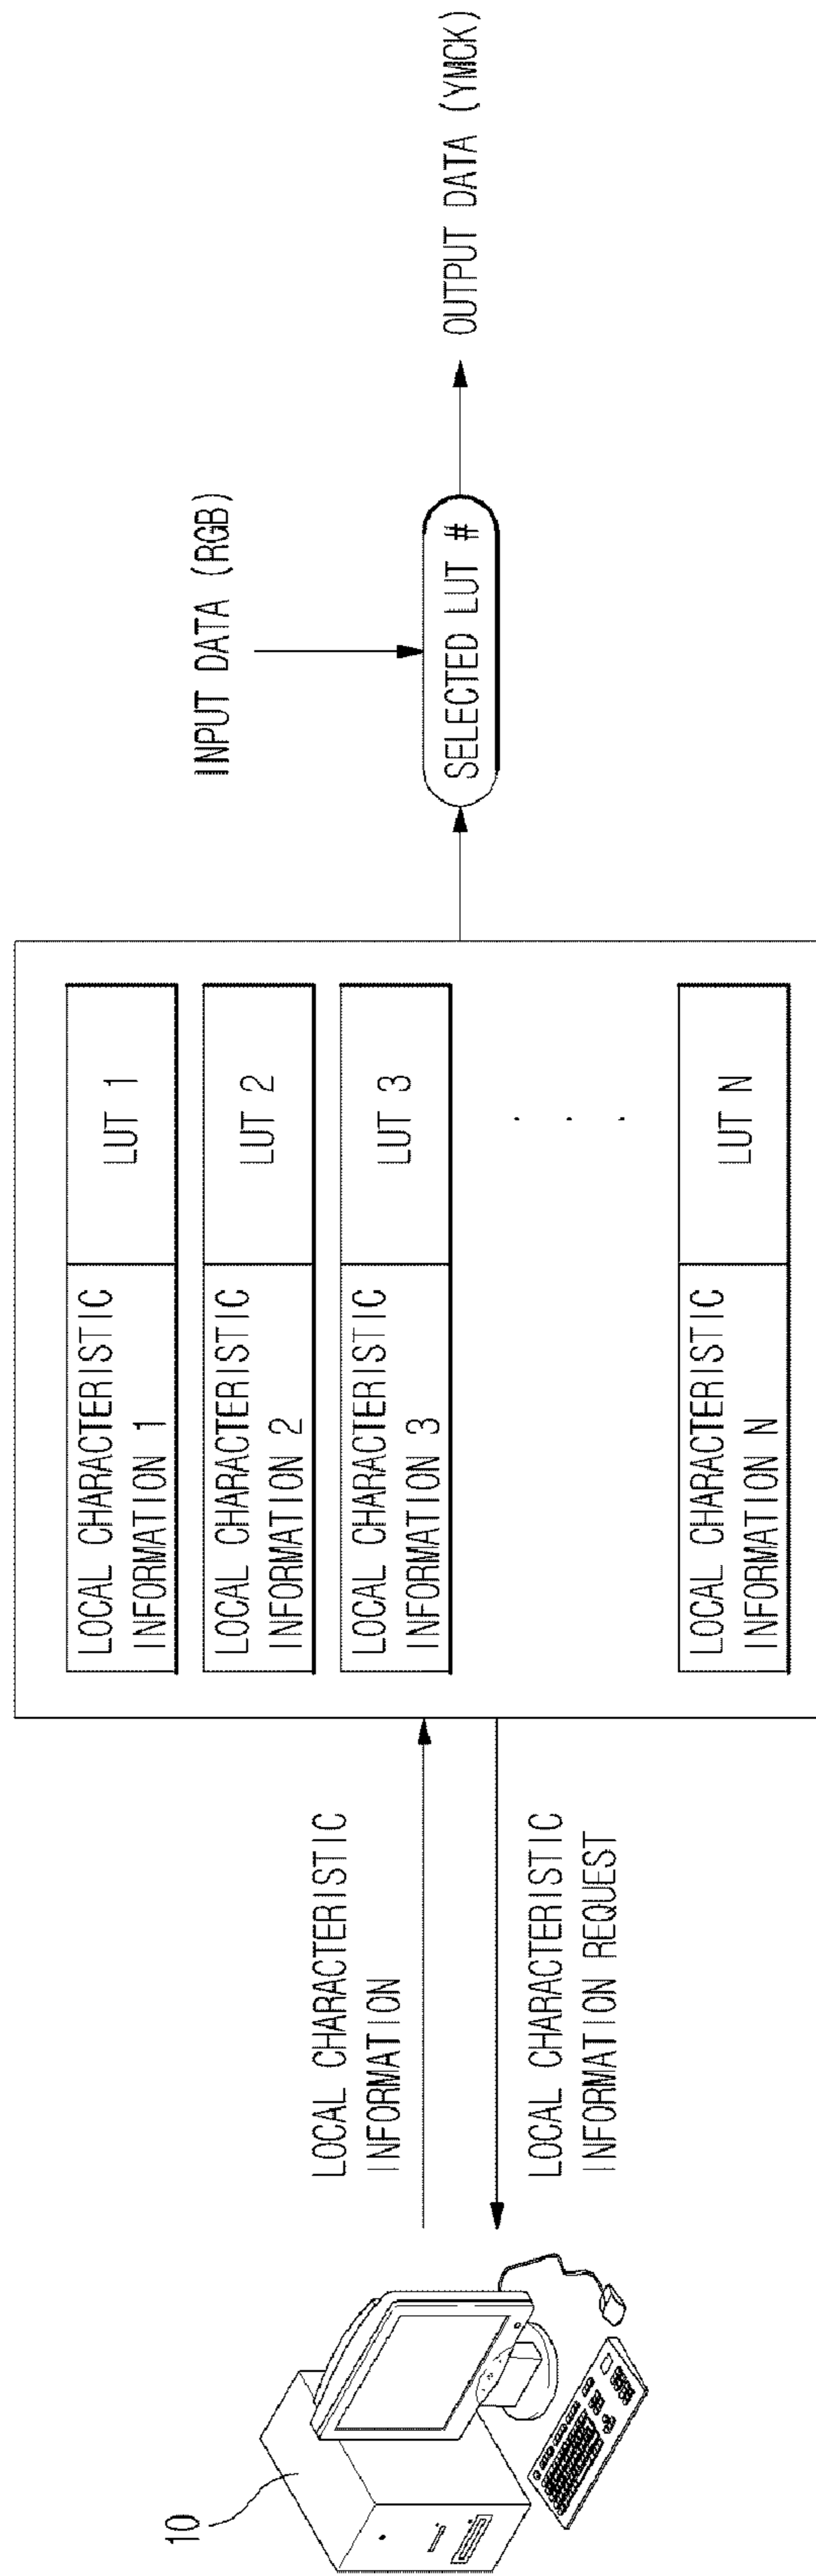 10
LOCAL CHARACTERISTIC
INFORMATION
LOCAL CHARACTERISTIC
INFORMATION REQUEST
LOCAL CHARACTERISTIC
INFORMATION 1
LUT 1
LOCAL CHARACTERISTIC
INFORMATION 2
LUT 2
LOCAL CHARACTERISTIC
INFORMATION 3
LUT 3
. . .
LOCAL CHARACTERISTIC
INFORMATION N
LUT N
INPUT DATA (RGB)
SELECTED LUT #
OUTPUT DATA (YMCK)